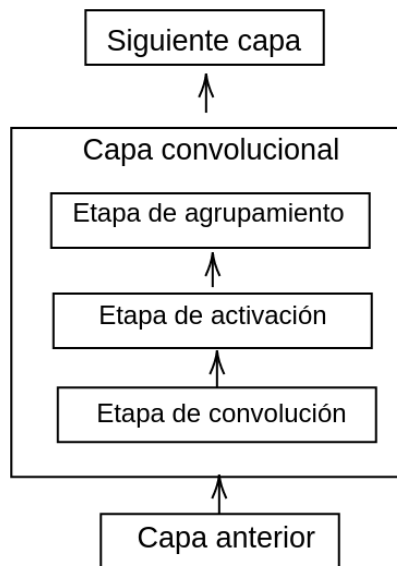 Siguiente capa
Capa convolucional
Etapa de agrupamiento
Etapa de activación
Etapa de convolución
Capa anterior